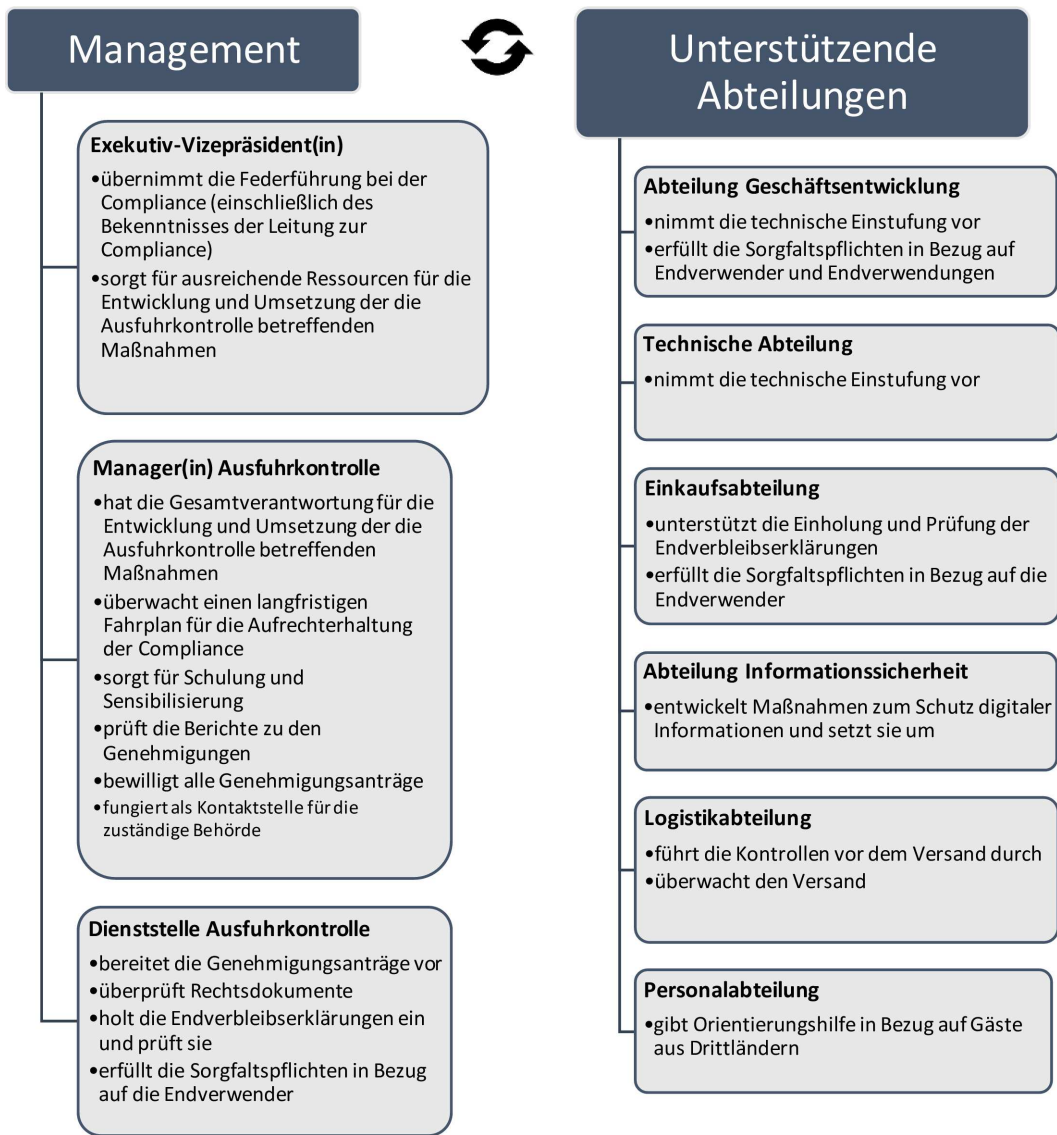 Management
Exekutiv-Vizepräsident(in)
•übernimmt die Federführung bei der
Compliance (einschließlich des
Bekenntnisses der Leitung zur
Compliance)
•sorgt für ausreichende Ressourcen für die
Entwicklung und Umsetzung der die
Ausfuhrkontrolle betreffenden
Maßnahmen
Manager(in) Ausfuhrkontrolle
•hat die Gesamtverantwortung für die
Entwicklung und Umsetzung der die
Ausfuhrkontrolle betreffenden
Maßnahmen
•überwacht einen langfristigen
Fahrplan für die Aufrechterhaltung
der Compliance
•sorgt für Schulung und
Sensibilisierung
•prüft die Berichte zu den
Genehmigungen
•bewilligt alle Genehmigungsanträge
•fungiert als Kontaktstelle für die
zuständige Behörde
Dienststelle Ausfuhrkontrolle
•bereitet die Genehmigungsanträge vor
•überprüft Rechtsdokumente
•holt die Endverbleibserklärungen ein
und prüft sie
•erfüllt die Sorgfaltspflichten in Bezug
auf die Endverwender
Unterstützende
Abteilungen
Abteilung Geschäftsentwicklung
•nimmt die technische Einstufung vor
•erfüllt die Sorgfaltspflichten in Bezug auf
Endverwender und Endverwendungen
Technische Abteilung
•nimmt die technische Einstufung vor
Einkaufsabteilung
•unterstützt die Einholung und Prüfung der
Endverbleibserklärungen
•erfüllt die Sorgfaltspflichten in Bezug auf die
Endverwender
Abteilung Informationssicherheit
•entwickelt Maßnahmen zum Schutz digitaler
Informationen und setzt sie um
Logistikabteilung
•führt die Kontrollen vor dem Versand durch
•überwacht den Versand
Personalabteilung
•gibt Orientierungshilfe in Bezug auf Gäste
aus Drittländern